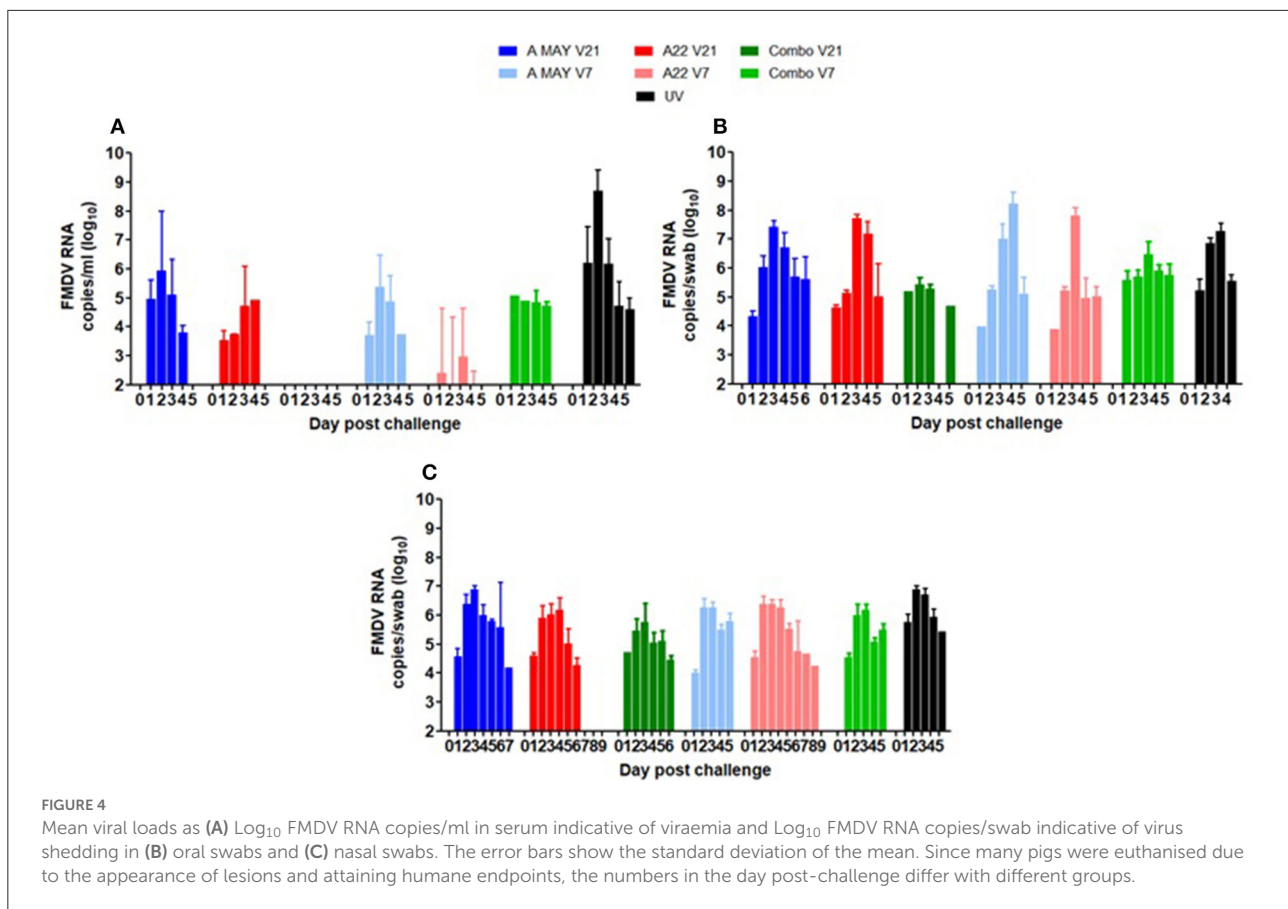 A MAY V21 A22 V21 Combo V21
A MAY V7 A22 V7 Combo V7
UV
A
10
9
8
7
6
5
4
3
2
FMDV RNA
copies/ml (log10)
012345 012345 012345 012345 012345 012345 012345
Day post challenge
B
10
9
8
7
6
5
4
3
2
FMDV RNA
copies/swab (log10)
0123456 012345 012345 012345 012345 012345 01234
Day post challenge
C
10
9
8
7
6
5
4
3
2
FMDV RNA
copies/swab (log10)
01234567 0123456789 0123456 012345 0123456789 012345 012345
Day post challenge
FIGURE 4
Mean viral loads as (A) Log10 FMDV RNA copies/ml in serum indicative of viraemia and Log10 FMDV RNA copies/swab indicative of virus
shedding in (B) oral swabs and (C) nasal swabs. The error bars show the standard deviation of the mean. Since many pigs were euthanised due
to the appearance of lesions and attaining humane endpoints, the numbers in the day post-challenge differ with different groups.